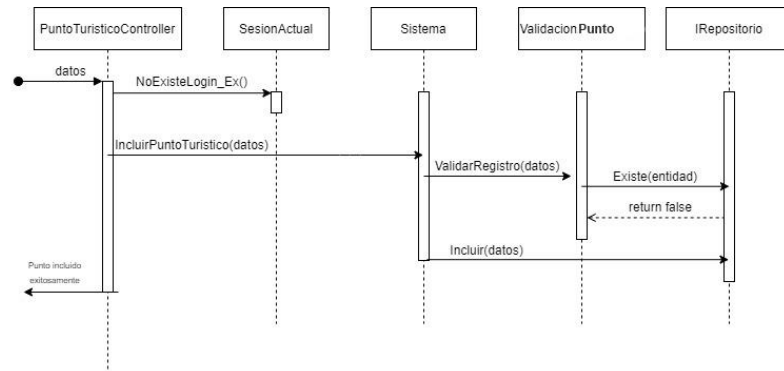 PuntoTuristicoController
SesionActual
Sistema
ValidacionPunto
IRepositorio
datos
NoExisteLogin_Ex()
IncluirPuntoTuristico(datos)
ValidarRegistro(datos)
Existe(entidad)
return false
Incluir(datos)
Punto incluido
exitosamente